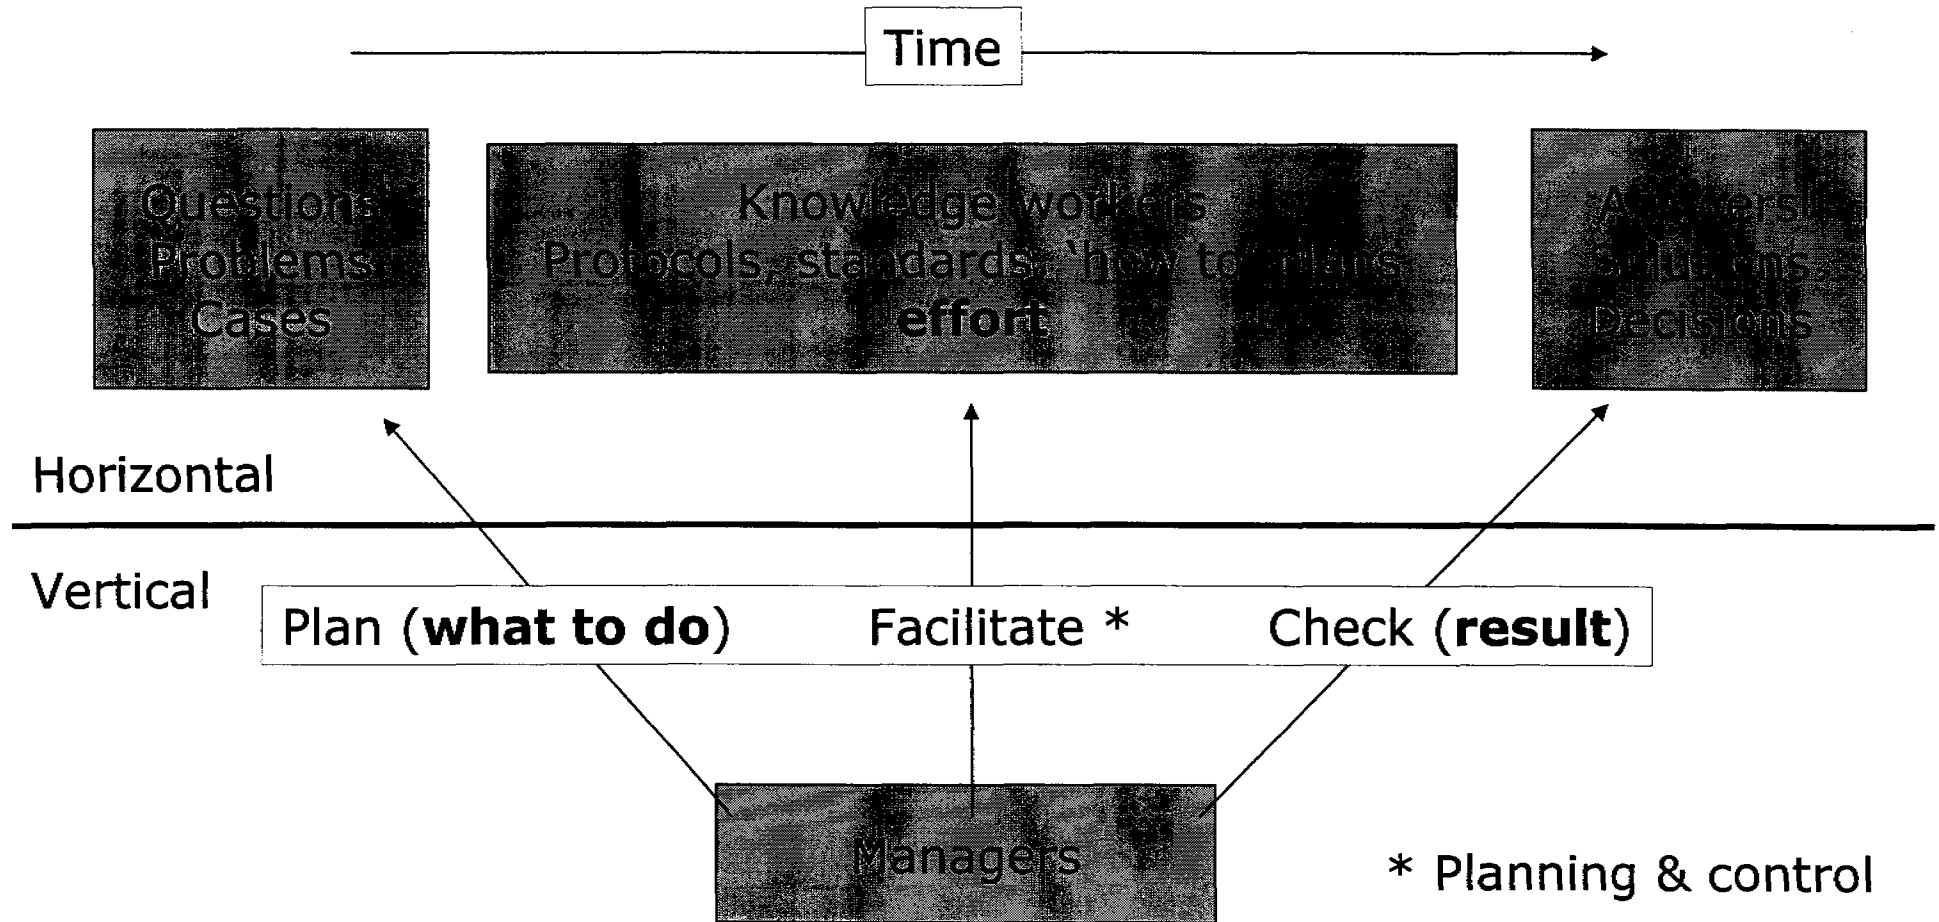 Time
Questions
Problems
Cases
Knowledge workers
Protocols, standards, 'how to' plans
effort
Answers
Solutions
Decisions
Horizontal
Vertical
Plan (what to do)
Facilitate *
Check (result)
Managers
* Planning & control